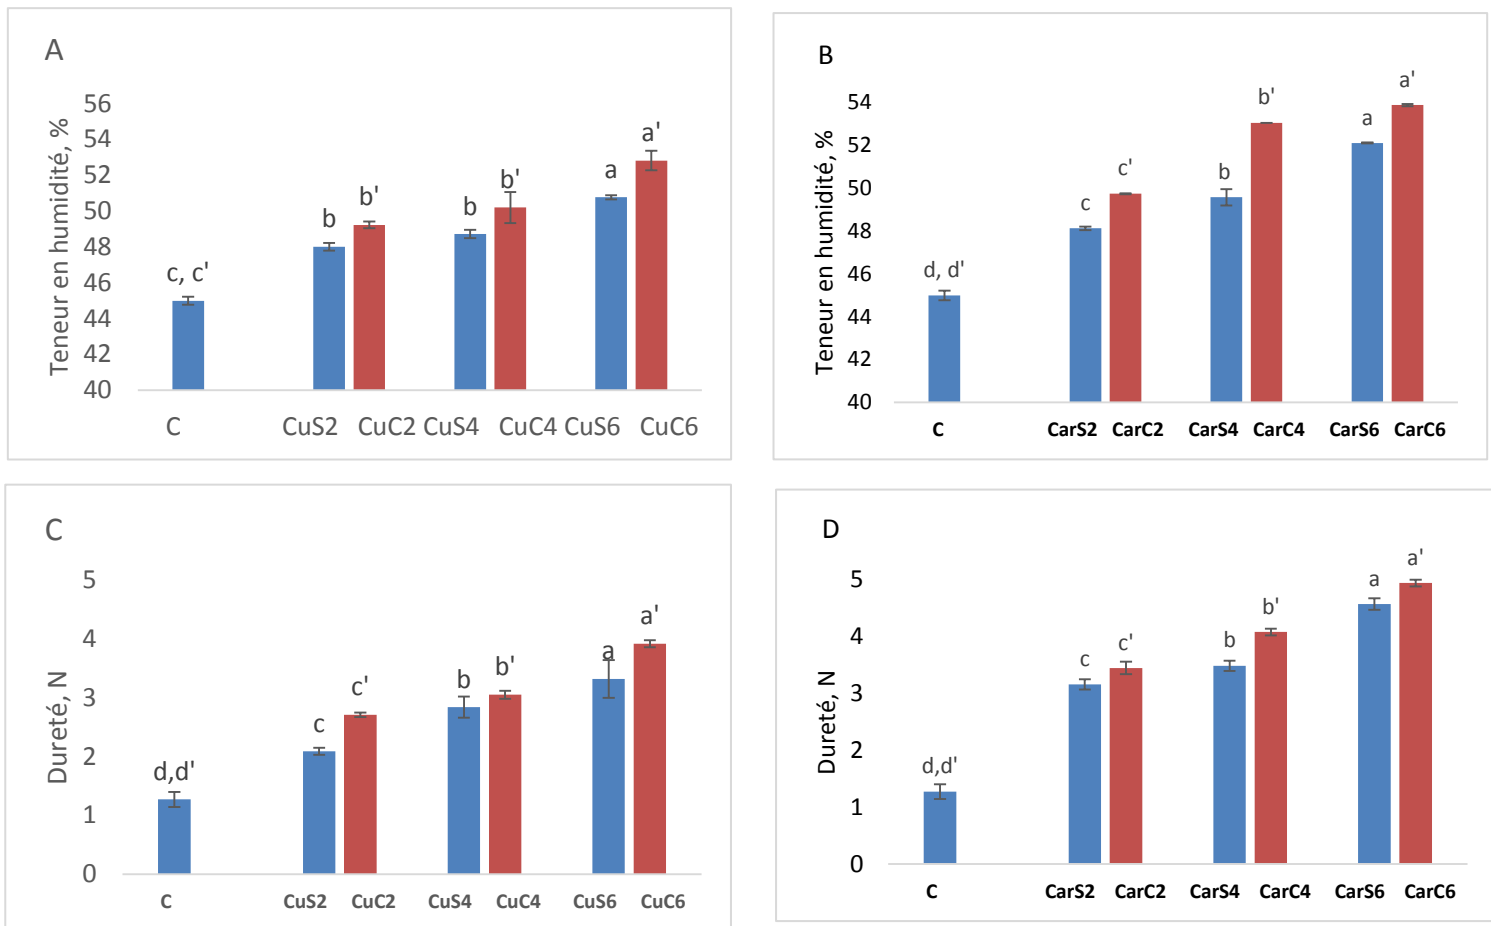 A
Teneur en humidité, %
56
54
52
50
48
46
44
42
40
c, c'
b
b'
b
b'
a
a'
C
CuS2
CuC2
CuS4
CuC4
CuS6
CuC6
B
Teneur en humidité, %
54
52
50
48
46
44
42
40
d, d'
c
c'
b
b'
a
a'
C
CarS2
CarC2
CarS4
CarC4
CarS6
CarC6
C
Dureté, N
5
4
3
2
1
0
d,d'
c
c'
b
b'
a
a'
C
CuS2
CuC2
CuS4
CuC4
CuS6
CuC6
D
Dureté, N
5
4
3
2
1
0
d,d'
c
c'
b
b'
a
a'
C
CarS2
CarC2
CarS4
CarC4
CarS6
CarC6